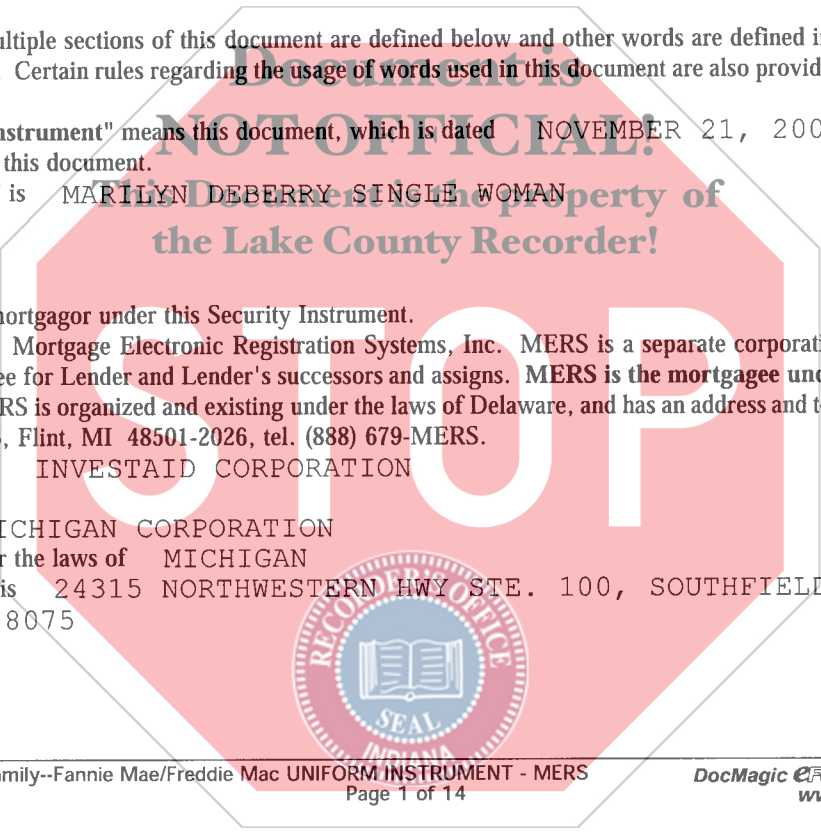 ultiple sections of this document are defined below and other words are defined i
Document is
. Certain rules regarding the usage of words used in this document are also provid
nstrument" means this document, which is dated NOVEMBER 21, 200
NOT OFFICIAL!
this document.
is MARILYN DEBERRY SINGLE WOMAN
This Document is the property of
the Lake County Recorder!
ortgagor under this Security Instrument.
Mortgage Electronic Registration Systems, Inc. MERS is a separate corporati
ee for Lender and Lender's successors and assigns. MERS is the mortgagee und
RS is organized and existing under the laws of Delaware, and has an address and t
, Flint, MI 48501-2026, tel. (888) 679-MERS.
STOP
INVESTAID CORPORATION
ICHIGAN CORPORATION
r the laws of MICHIGAN
is 24315 NORTHWESTERN HWY STE. 100, SOUTHFIELD
8075
RECORDER'S OFFICE
SEAL
INDIANA
mily--Fannie Mae/Freddie Mac UNIFORM INSTRUMENT - MERS
DocMagic
Page 1 of 14